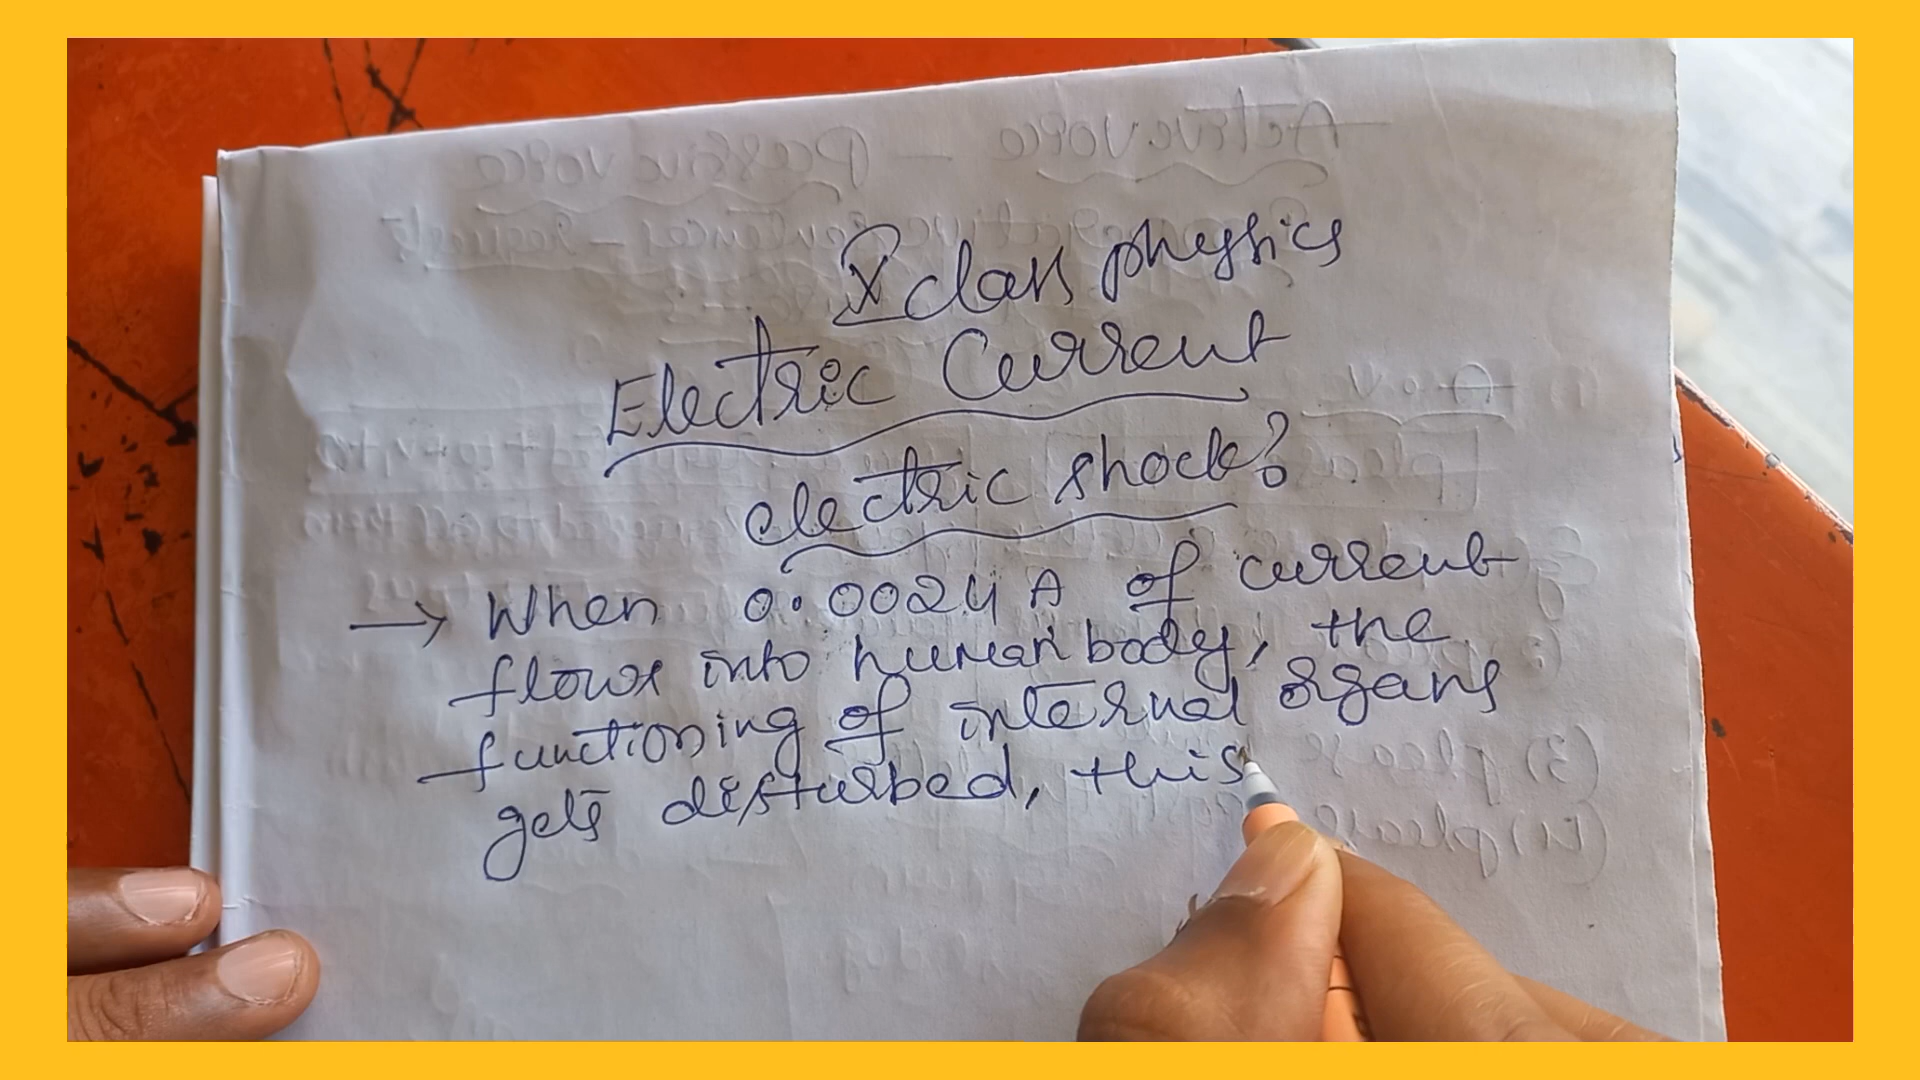 X class physics
Electric Current
electric shock?
→ When 0.0024 A of current
flows into human body, the
functioning of internal organs
gets disturbed, this